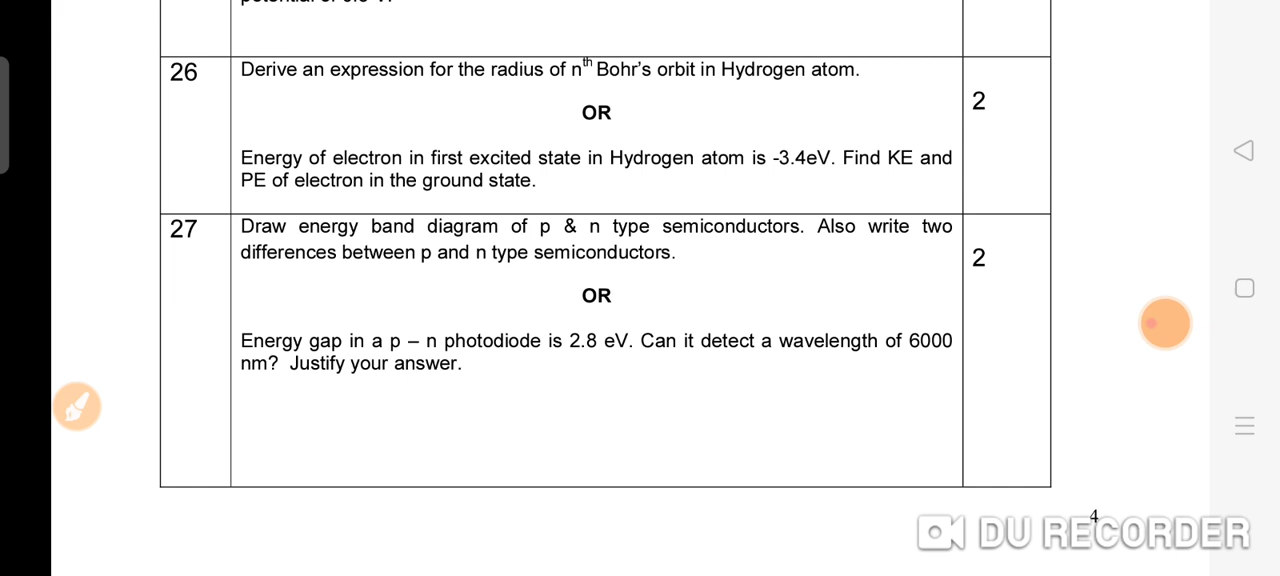 26
Derive an expression for the radius of nth Bohr's orbit in Hydrogen atom.
2
OR
Energy of electron in first excited state in Hydrogen atom is -3.4eV. Find KE and
PE of electron in the ground state.
27
Draw energy band diagram of p & n type semiconductors. Also write two
differences between p and n type semiconductors.
2
OR
Energy gap in a p – n photodiode is 2.8 eV. Can it detect a wavelength of 6000
nm? Justify your answer.
4
DU RECORDER